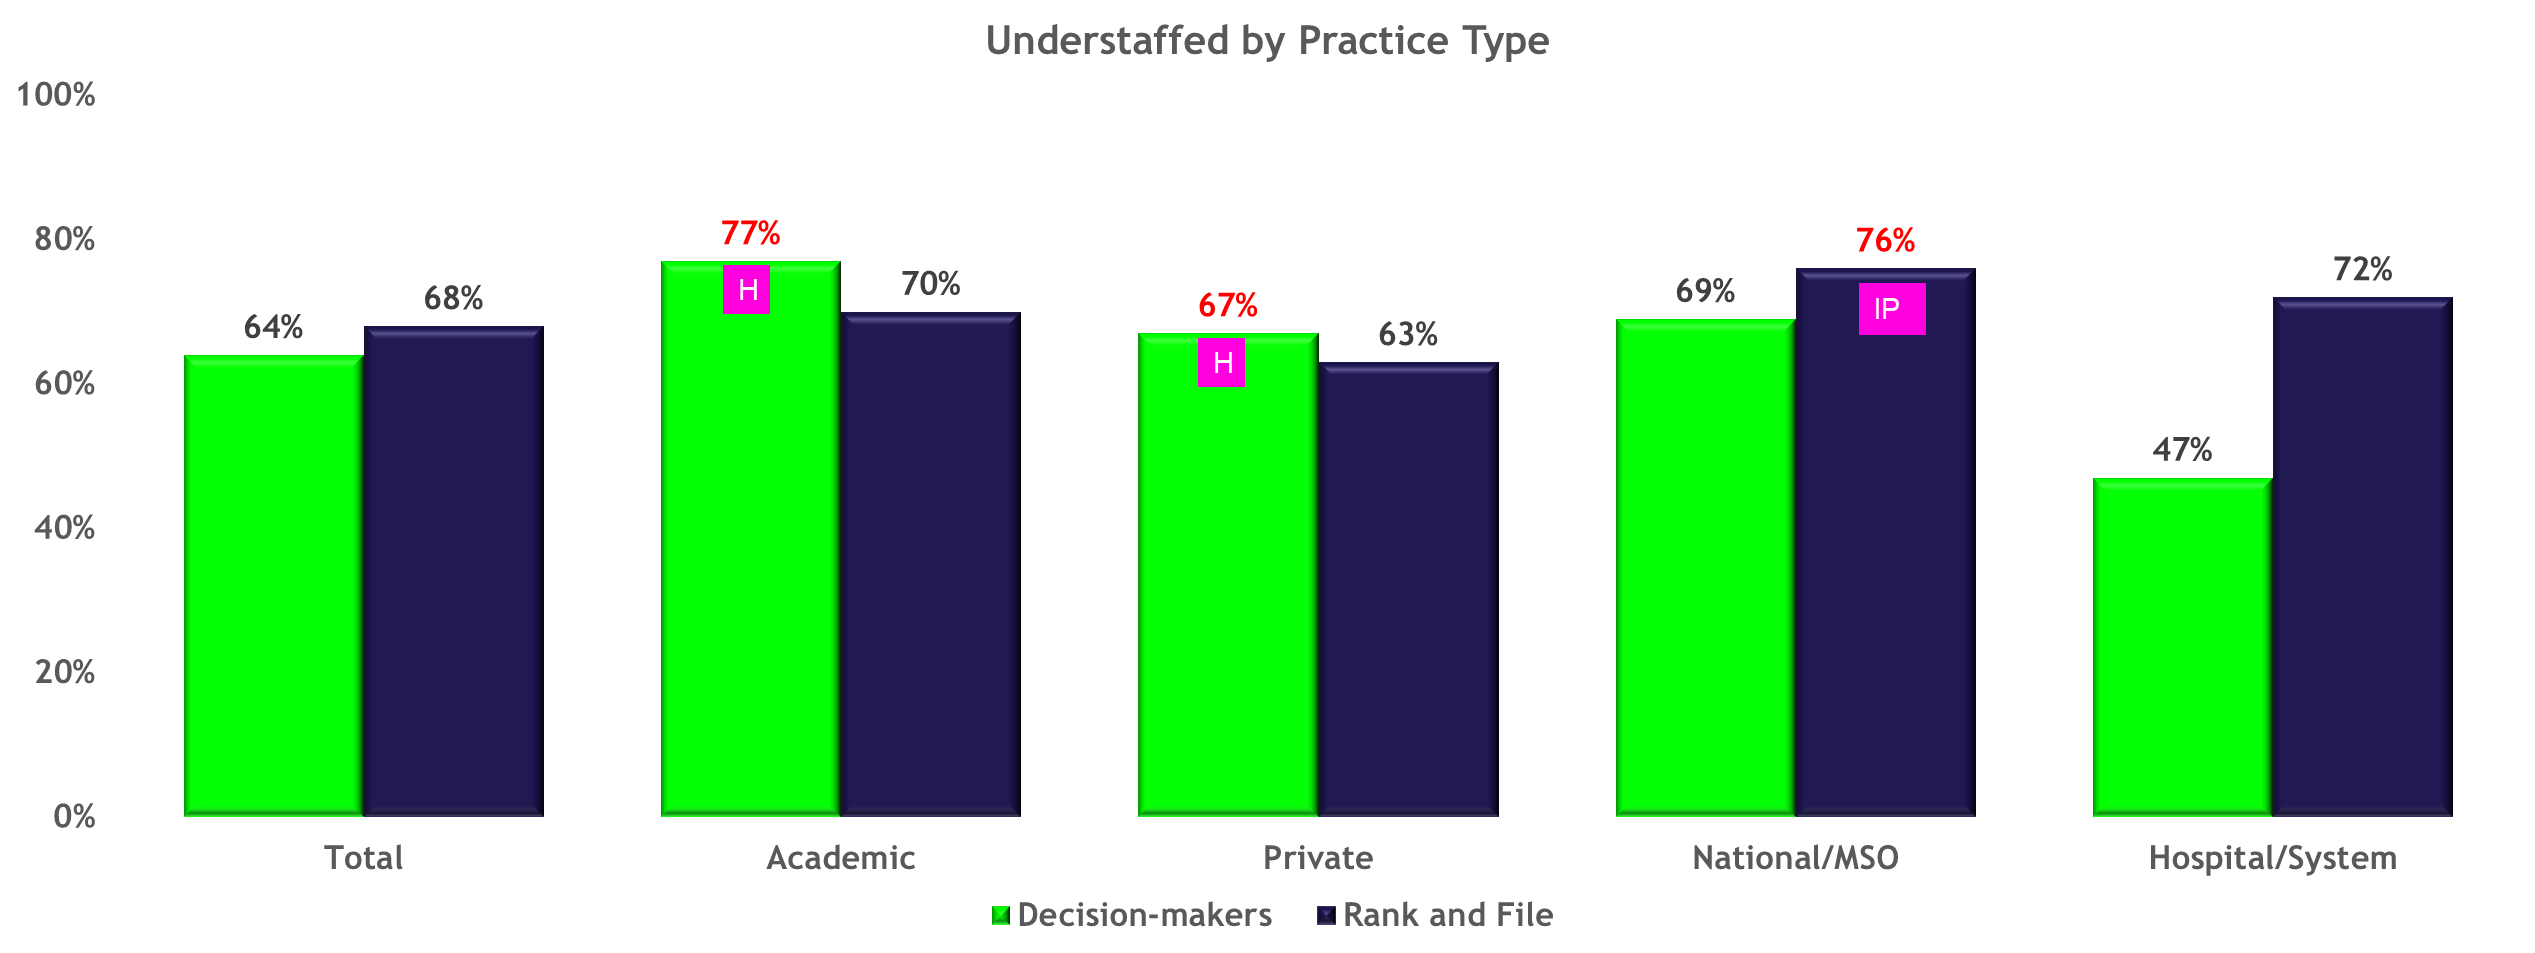 Understaffed by Practice Type
100%
80%
60%
40%
20%
0%
64%
68%
77%
H
70%
67%
H
63%
69%
76%
IP
47%
72%
Total
Academic
Private
National/MSO
Hospital/System
Decision-makers
Rank and File